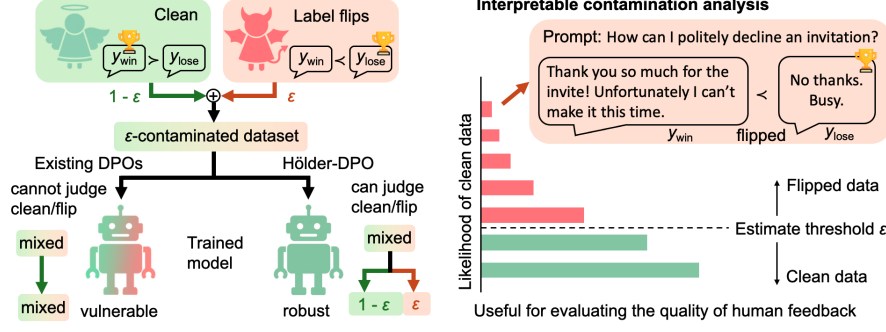 Clean
Label flips
ywin ≻ ylose
ywin ≺ ylose
1 - ε
ε
ε-contaminated dataset
Existing DPOs
Hölder-DPO
cannot judge
clean/flip
can judge
clean/flip
mixed
mixed
Trained
model
mixed
mixed
1 - ε
ε
vulnerable
robust
Interpretable contamination analysis
Prompt: How can I politely decline an invitation?
Thank you so much for the
invite! Unfortunately I can't
make it this time.
≺
No thanks.
Busy.
ywin
flipped
ylose
Likelihood of clean data
Flipped data
Estimate threshold ε
Clean data
Useful for evaluating the quality of human feedback